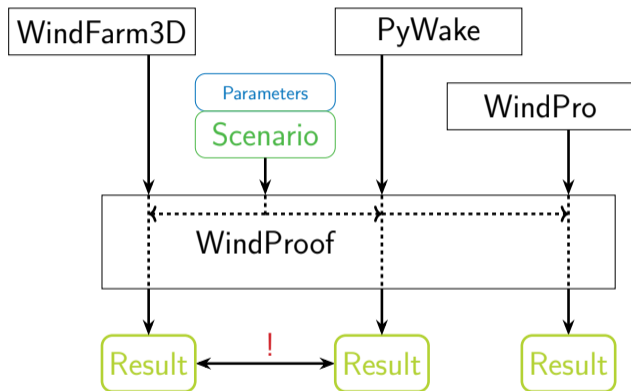 WindFarm3D
PyWake
Parameters
Scenario
WindPro
WindProof
!
Result
Result
Result